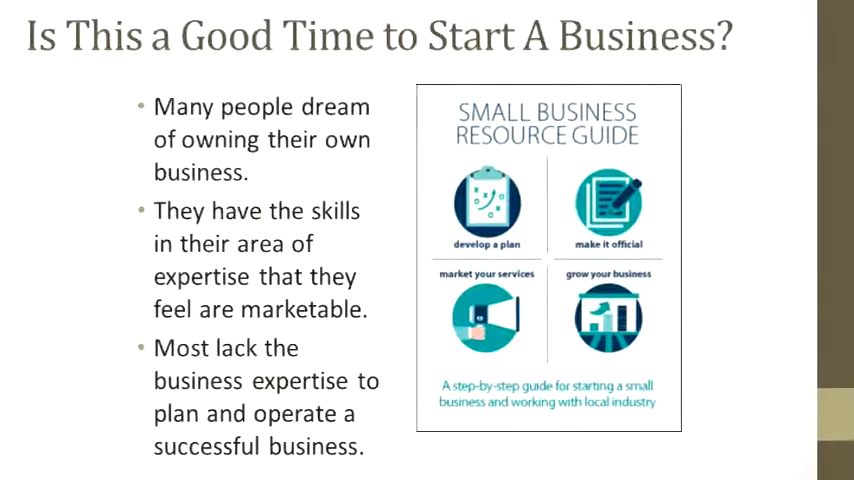 Is This a Good Time to Start A Business?
• Many people dream
of owning their own
business.
• They have the skills
in their area of
expertise that they
feel are marketable.
• Most lack the
business expertise to
plan and operate a
successful business.
SMALL BUSINESS
RESOURCE GUIDE
develop a plan
make it official
market your services
grow your business
A step-by-step guide for starting a small
business and working with local industry